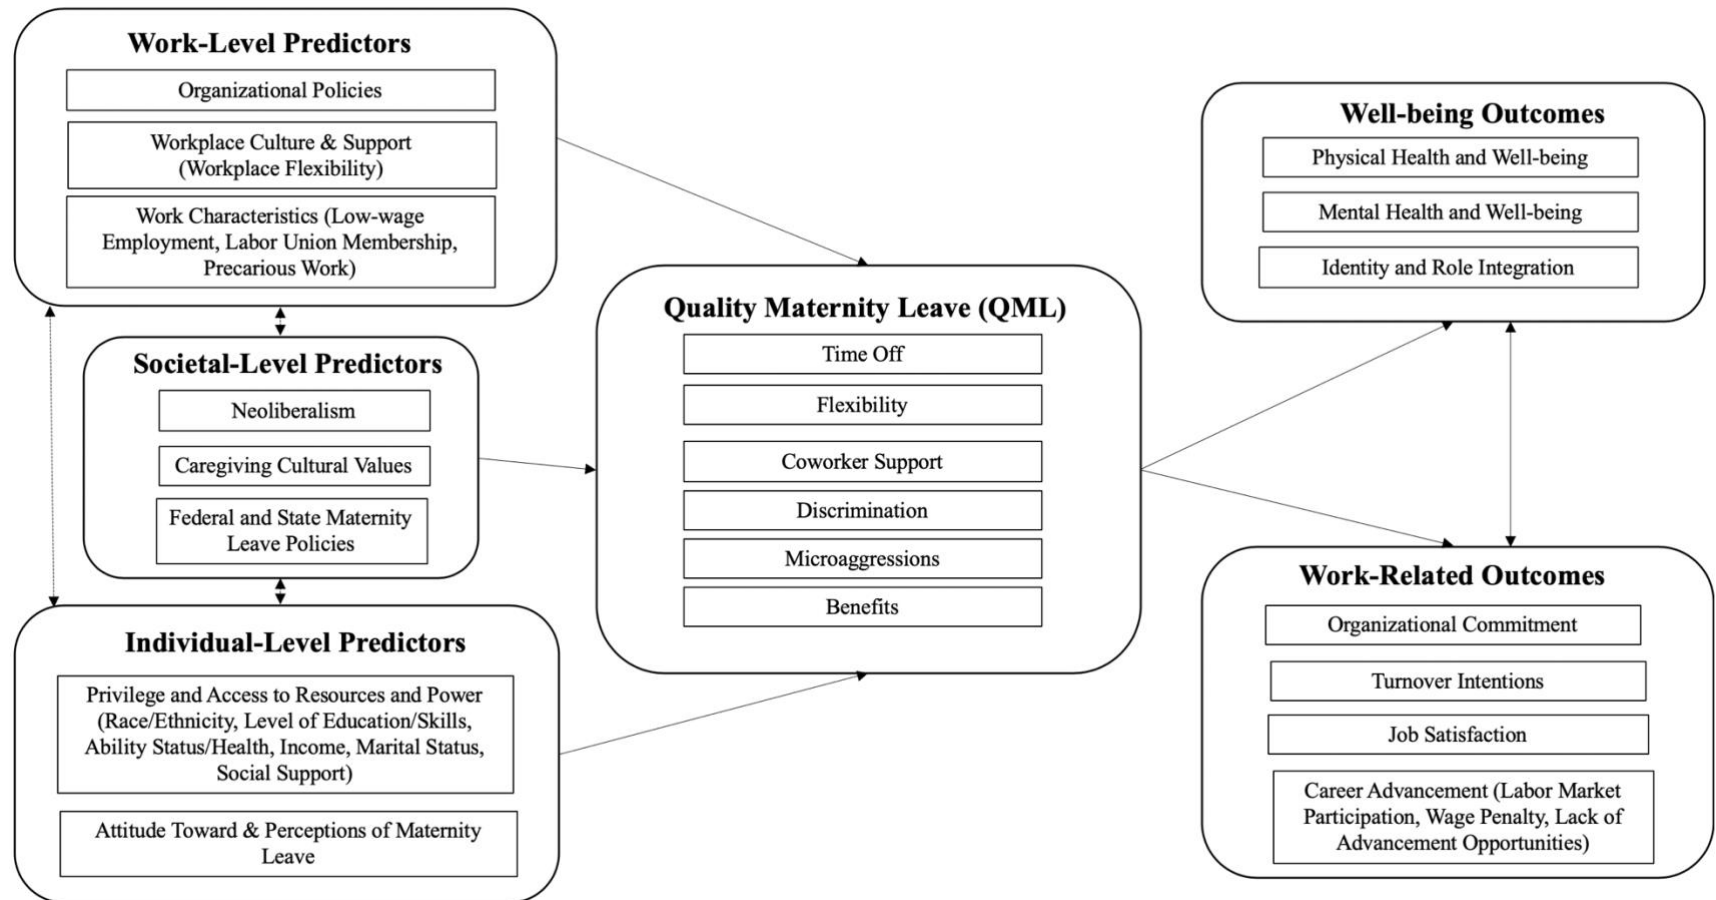 Work-Level Predictors
Organizational Policies
Workplace Culture & Support
(Workplace Flexibility)
Work Characteristics (Low-wage
Employment, Labor Union Membership,
Precarious Work)
Societal-Level Predictors
Neoliberalism
Caregiving Cultural Values
Federal and State Maternity
Leave Policies
Individual-Level Predictors
Privilege and Access to Resources and Power
(Race/Ethnicity, Level of Education/Skills,
Ability Status/Health, Income, Marital Status,
Social Support)
Attitude Toward & Perceptions of Maternity
Leave
Quality Maternity Leave (QML)
Time Off
Flexibility
Coworker Support
Discrimination
Microaggressions
Benefits
Well-being Outcomes
Physical Health and Well-being
Mental Health and Well-being
Identity and Role Integration
Work-Related Outcomes
Organizational Commitment
Turnover Intentions
Job Satisfaction
Career Advancement (Labor Market
Participation, Wage Penalty, Lack of
Advancement Opportunities)